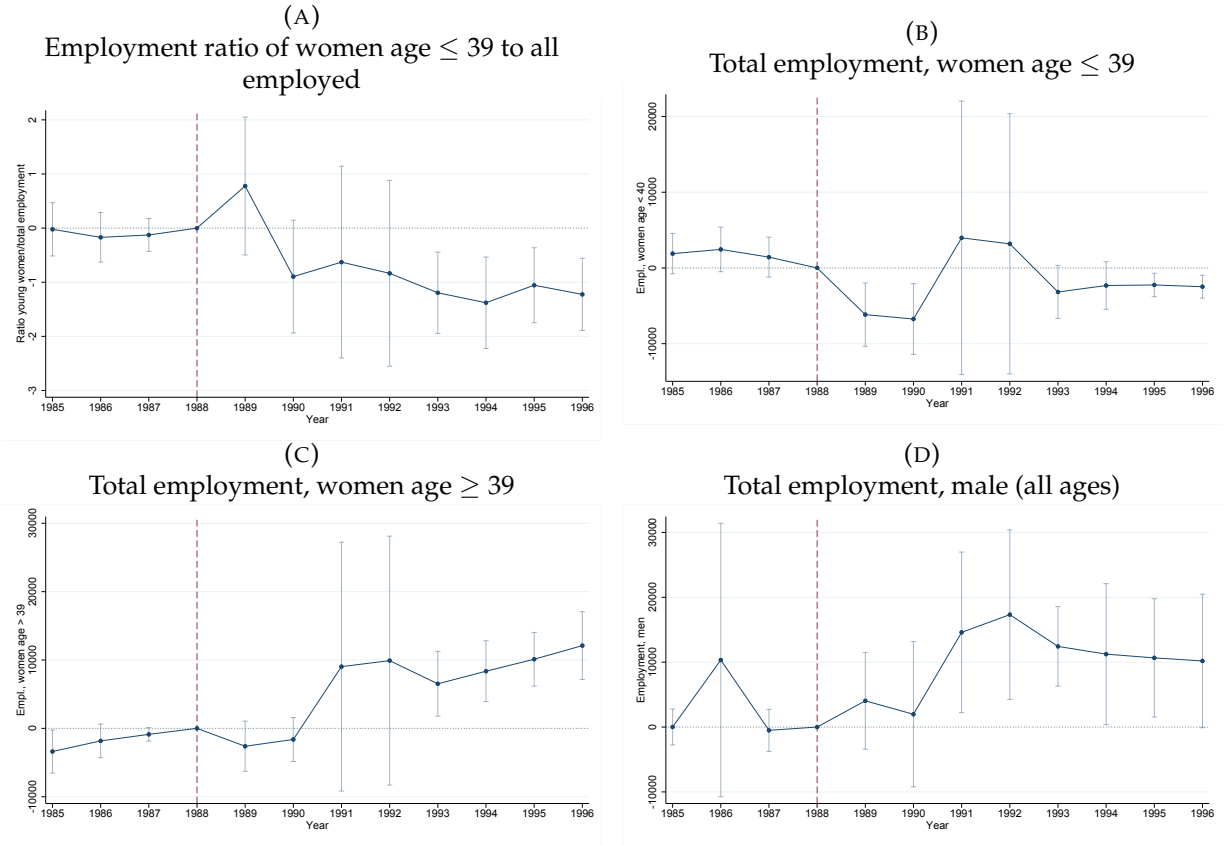 (A)
Employment ratio of women age ≤ 39 to all
employed
Ratio young women/total employment
2
1
0
-1
-2
-3
1985 1986 1987 1988 1989 1990 1991 1992 1993 1994 1995 1996
Year
(B)
Total employment, women age ≤ 39
Empl., women age < 40
20000
10000
0
-10000
1985 1986 1987 1988 1989 1990 1991 1992 1993 1994 1995 1996
Year
(C)
Total employment, women age ≥ 39
Empl., women age > 39
30000
20000
10000
0
-10000
1985 1986 1987 1988 1989 1990 1991 1992 1993 1994 1995 1996
Year
(D)
Total employment, male (all ages)
Employment, men
30000
20000
10000
0
-10000
1985 1986 1987 1988 1989 1990 1991 1992 1993 1994 1995 1996
Year